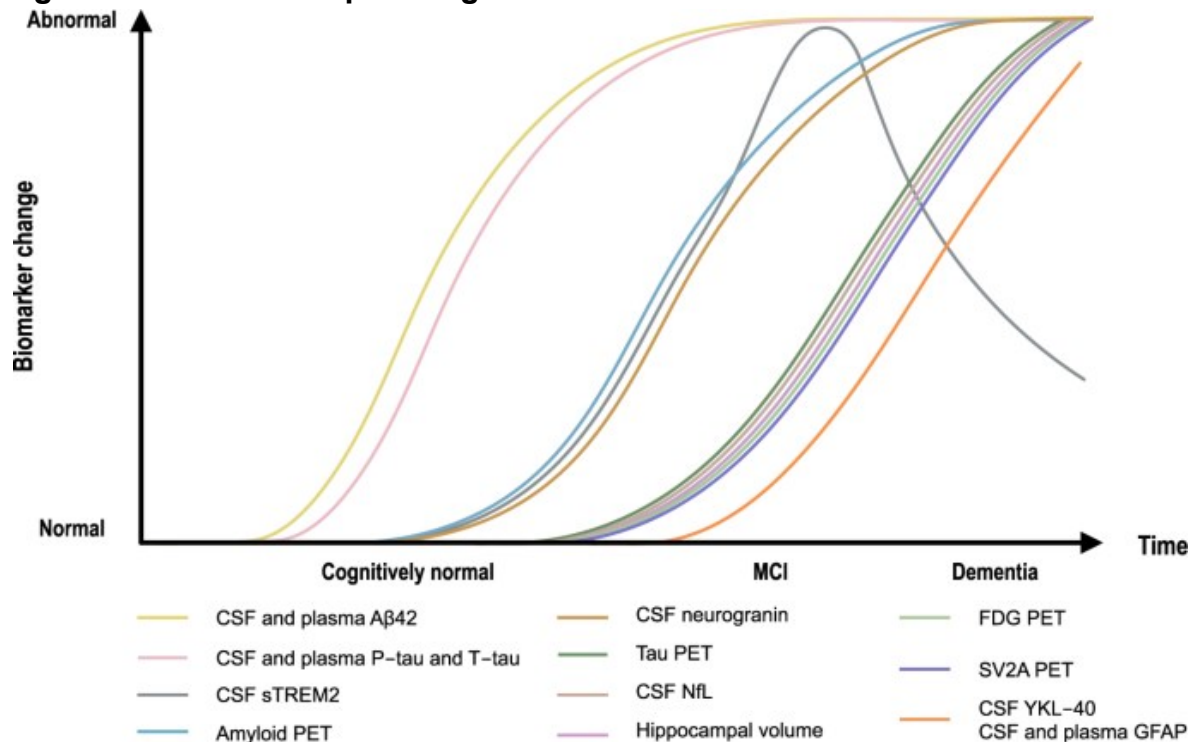 Abnormal
Biomarker change
Normal
Time
Cognitively normal
MCI
Dementia
CSF and plasma Aβ42
CSF and plasma P–tau and T–tau
CSF sTREM2
Amyloid PET
CSF neurogranin
Tau PET
CSF NfL
Hippocampal volume
FDG PET
SV2A PET
CSF YKL–40
CSF and plasma GFAP